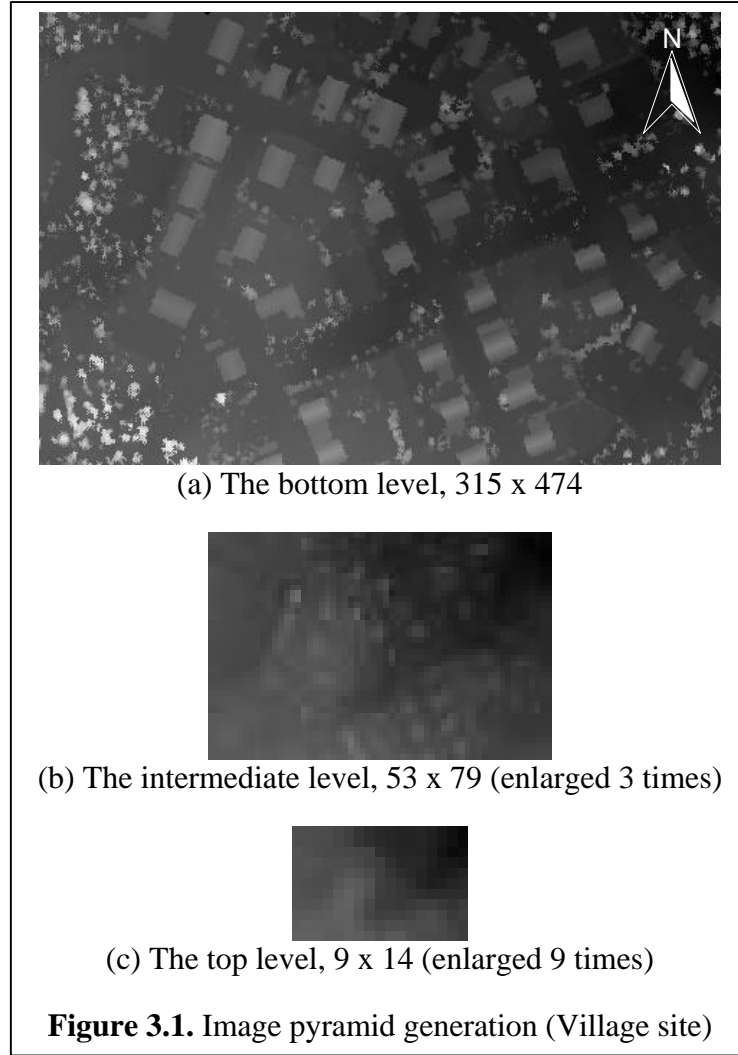 N
(a) The bottom level, 315 x 474
(b) The intermediate level, 53 x 79 (enlarged 3 times)
(c) The top level, 9 x 14 (enlarged 9 times)
Figure 3.1. Image pyramid generation (Village site)